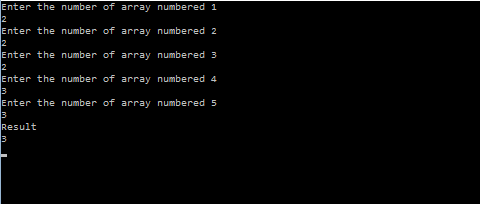 Enter the number of array numbered 1
2
Enter the number of array numbered 2
2
Enter the number of array numbered 3
2
Enter the number of array numbered 4
3
Enter the number of array numbered 5
3
Result
3